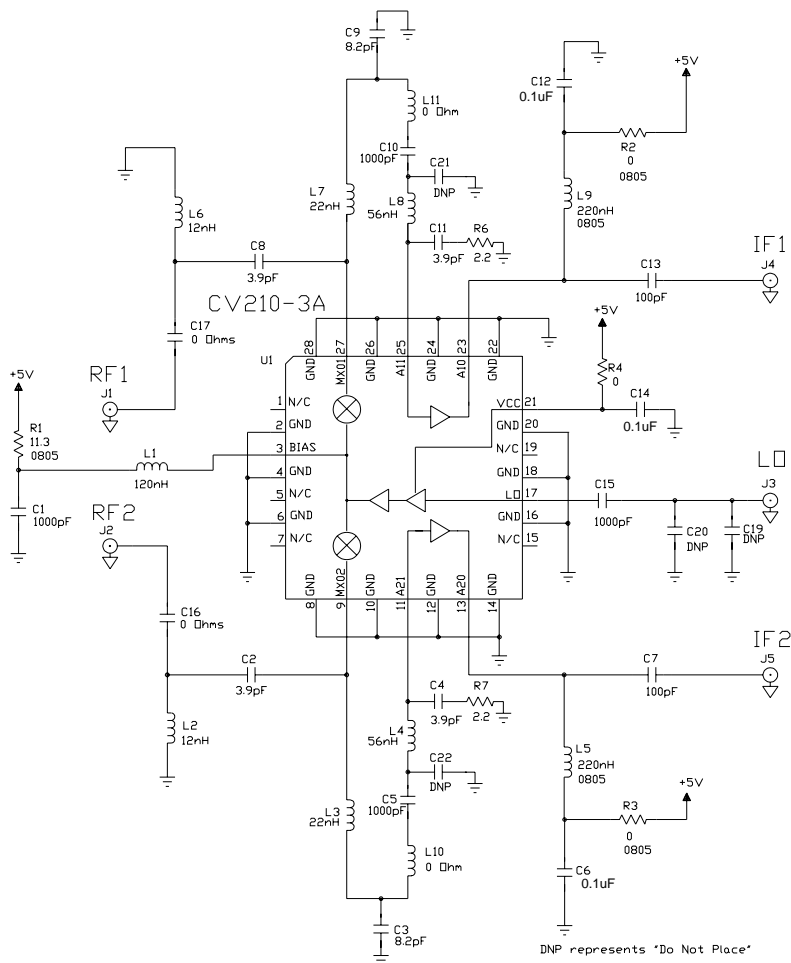 C9
8.2pF
L11
0 Ohm
C10
1000pF
C21
DNP
L7
22nH
L8
56nH
C11
3.9pF
R6
2.2
C12
0.1uF
+5V
R2
0
0805
L9
220nH
0805
L6
12nH
C8
3.9pF
IF1
J4
C13
100pF
CV210-3A
C17
0 Ohms
+5V
R4
0
C14
0.1uF
U1
GND 28
MX01 27
GND 26
A11 25
GND 24
A10 23
GND 22
RF1
J1
+5V
R1
11.3
0805
L1
120nH
C1
1000pF
1 N/C
2 GND
3 BIAS
4 GND
5 N/C
6 GND
7 N/C
VCC 21
GND 20
N/C 19
GND 18
LO 17
GND 16
N/C 15
LO
J3
C15
1000pF
C20
DNP
C19
DNP
RF2
J2
8 GND
9 MX02
10 GND
11 A21
12 GND
13 A20
14 GND
C16
0 Ohms
C2
3.9pF
L2
12nH
C4
3.9pF
R7
2.2
L4
56nH
C22
DNP
C5
1000pF
L3
22nH
L10
0 Ohm
C3
8.2pF
IF2
J5
C7
100pF
L5
220nH
0805
+5V
R3
0
0805
C6
0.1uF
DNP represents "Do Not Place"